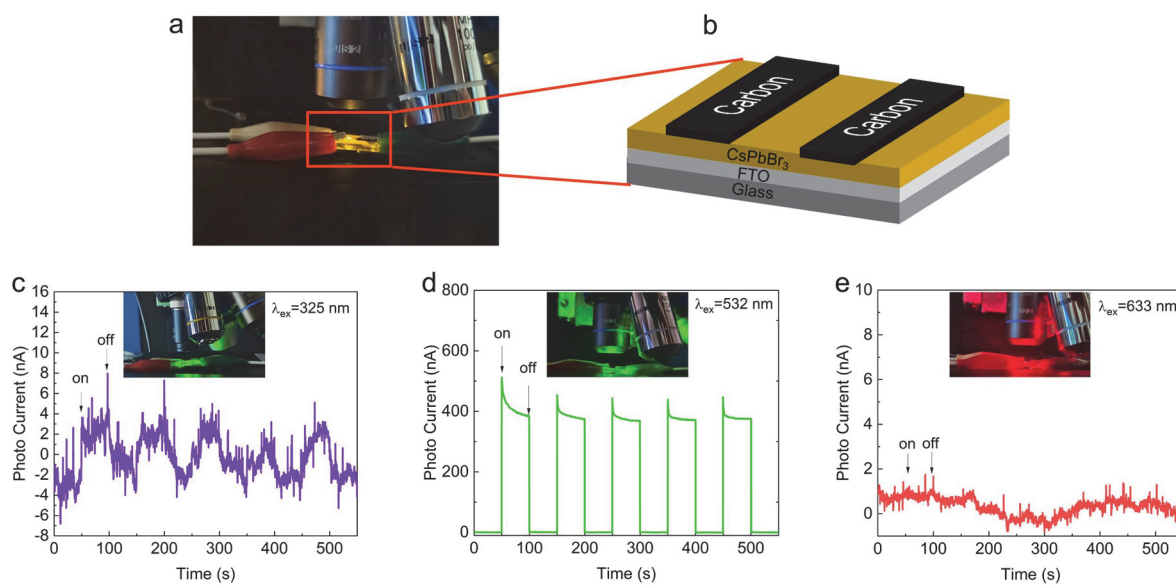 a
UIS 2
100
b
Carbon
Carbon
CsPbBr₃
FTO
Glass
c
λex=325 nm
on
off
Photo Current (nA)
16
14
12
10
8
6
4
2
0
-2
-4
-6
-8
0 100 200 300 400 500
Time (s)
d
λex=532 nm
on
off
Photo Current (nA)
800
600
400
200
0
0 100 200 300 400 500
Time (s)
e
λex=633 nm
on
off
Photo Current (nA)
10
8
6
4
2
0
0 100 200 300 400 500
Time (s)